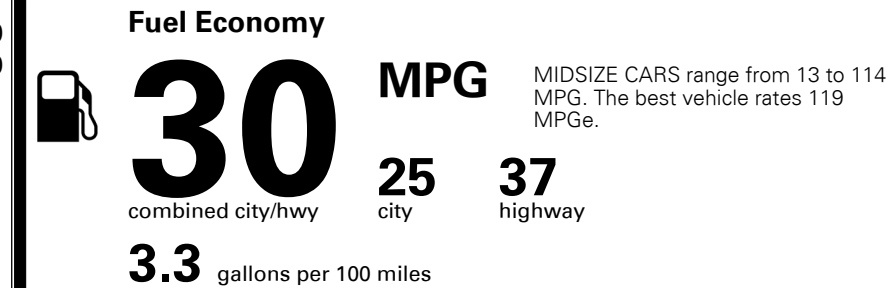 Fuel Economy
30 MPG
MIDSIZE CARS range from 13 to 114
MPG. The best vehicle rates 119
MPGe.
combined city/hwy
25
city
37
highway
3.3 gallons per 100 miles